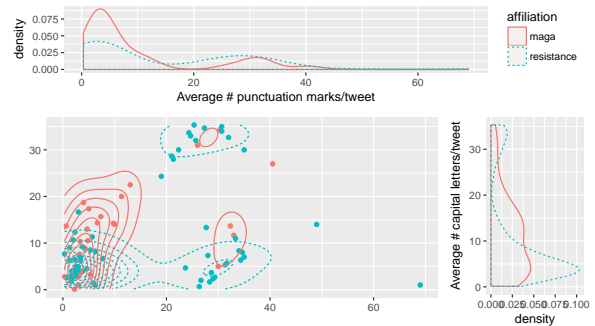 affiliation
maga
resistance
density
0.075
0.050
0.025
0.000
0
20
40
60
Average # punctuation marks/tweet
30
20
10
0
0
20
40
60
Average # capital letters/tweet
30
20
10
0
0.000 0.025 0.050 0.075 0.100
density